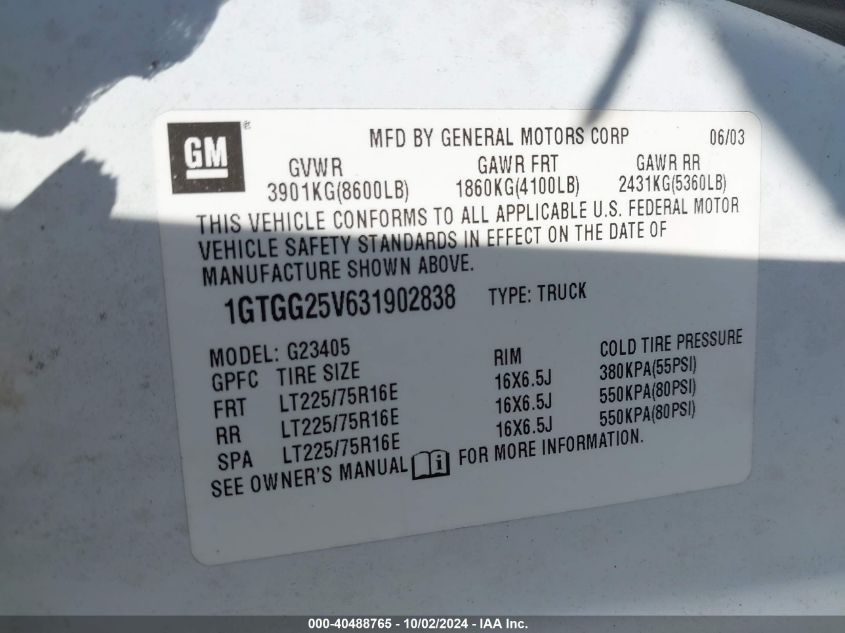 GM
MFD BY GENERAL MOTORS CORP 06/03
GVWR GAWR FRT GAWR RR
3901KG(8600LB) 1860KG(4100LB) 2431KG(5360LB)
THIS VEHICLE CONFORMS TO ALL APPLICABLE U.S. FEDERAL MOTOR
VEHICLE SAFETY STANDARDS IN EFFECT ON THE DATE OF
MANUFACTURE SHOWN ABOVE.
1GTGG25V631902838 TYPE: TRUCK
MODEL: G23405
GPFC TIRE SIZE RIM COLD TIRE PRESSURE
FRT LT225/75R16E 16X6.5J 380KPA(55PSI)
RR LT225/75R16E 16X6.5J 550KPA(80PSI)
SPA LT225/75R16E 16X6.5J 550KPA(80PSI)
SEE OWNER'S MANUAL FOR MORE INFORMATION.
000-40488765 - 10/02/2024 - IAA Inc.